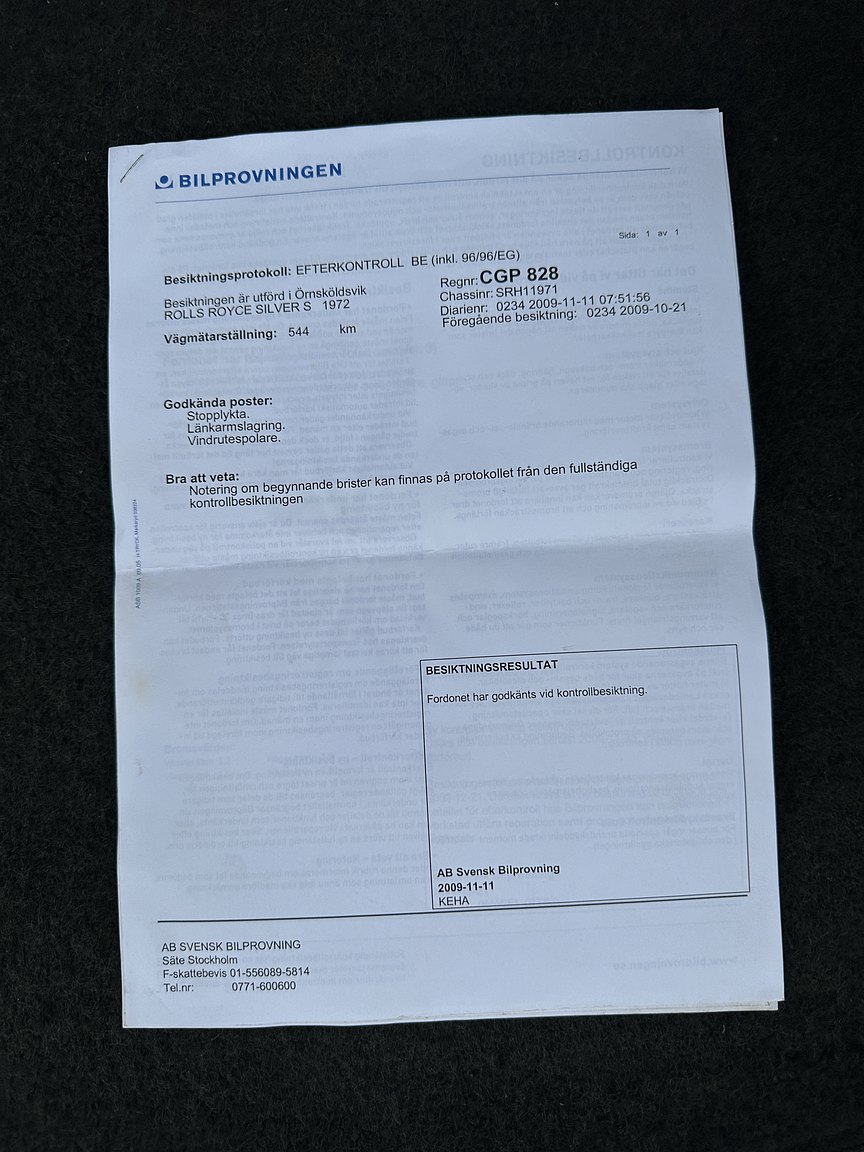 BILPROVNINGEN
Sida: 1 av 1
Besiktningsprotokoll: EFTERKONTROLL BE (inkl. 96/96/EG)
Besiktningen är utförd i Örnsköldsvik
ROLLS ROYCE SILVER S 1972
Vägmätarställning: 544 km
Regnr: CGP 828
Chassinr: SRH11971
Diarienr: 0234 2009-11-11 07:51:56
Föregående besiktning: 0234 2009-10-21
Godkända poster:
Stopplykta.
Länkarmslagring.
Vindrutespolare.
Bra att veta:
Notering om begynnande brister kan finnas på protokollet från den fullständiga
kontrollbesiktningen
BESIKTNINGSRESULTAT
Fordonet har godkänts vid kontrollbesiktning.
AB Svensk Bilprovning
2009-11-11
KEHA
AB SVENSK BILPROVNING
Säte Stockholm
F-skattebevis 01-556089-5814
Tel.nr: 0771-600600